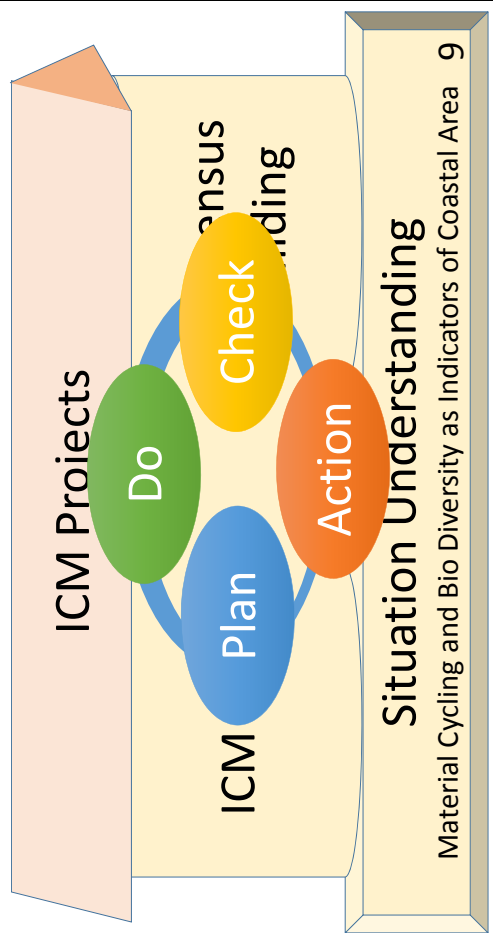 ICM Projects
Do
ICM
Plan
Check
ensus
lding
Action
Situation Understanding
Material Cycling and Bio Diversity as Indicators of Coastal Area
9